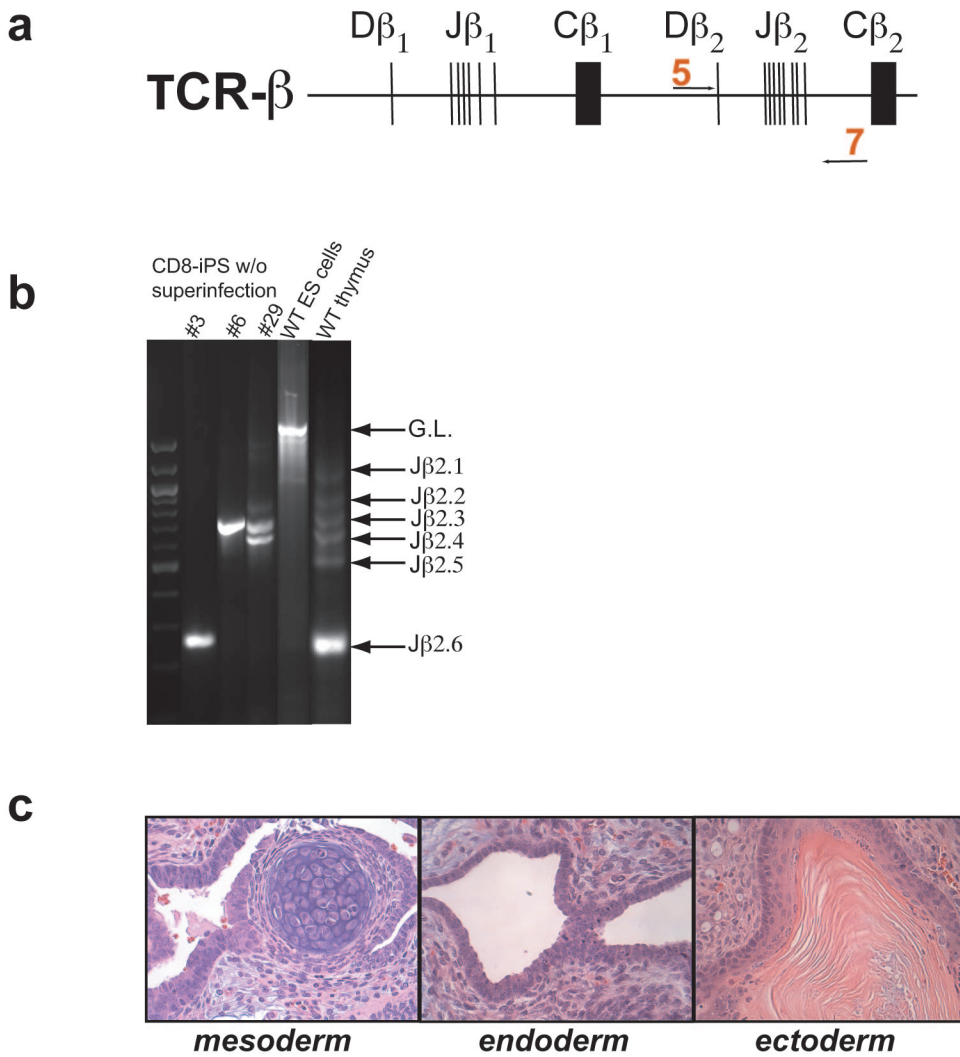 a
Dβ1 Jβ1 Cβ1 Dβ2 Jβ2 Cβ2
TCR-β
5
7
b
CD8-iPS w/o
superinfection
#3 #6 #29 WT ES cells WT thymus
G.L.
Jβ2.1
Jβ2.2
Jβ2.3
Jβ2.4
Jβ2.5
Jβ2.6
c
mesoderm endoderm ectoderm